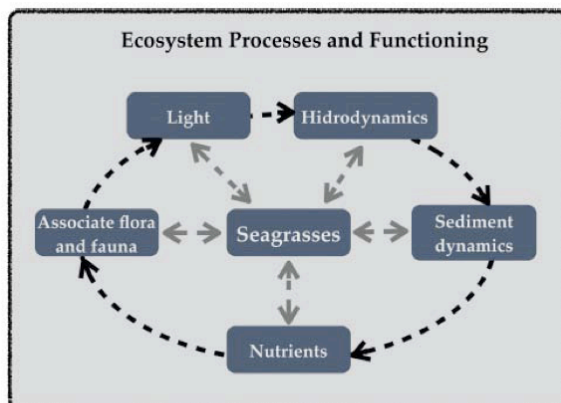 Ecosystem Processes and Functioning
Light
Hidrodynamics
Associate flora
and fauna
Seagrasses
Sediment
dynamics
Nutrients